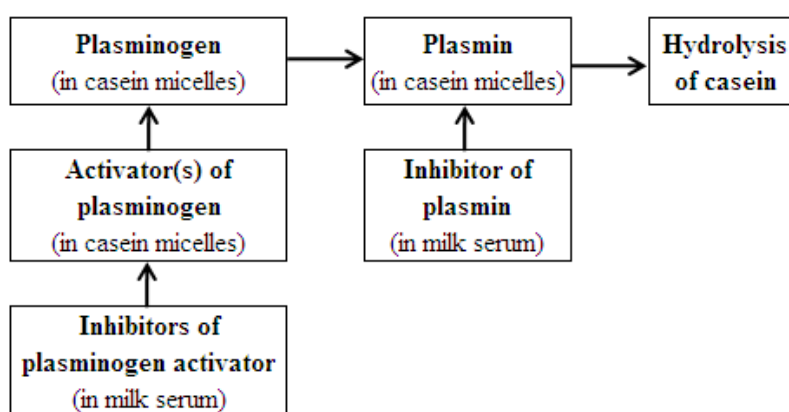 Plasminogen
(in casein micelles)
Plasmin
(in casein micelles)
Hydrolysis
of casein
Activator(s) of
plasminogen
(in casein micelles)
Inhibitor of
plasmin
(in milk serum)
Inhibitors of
plasminogen activator
(in milk serum)